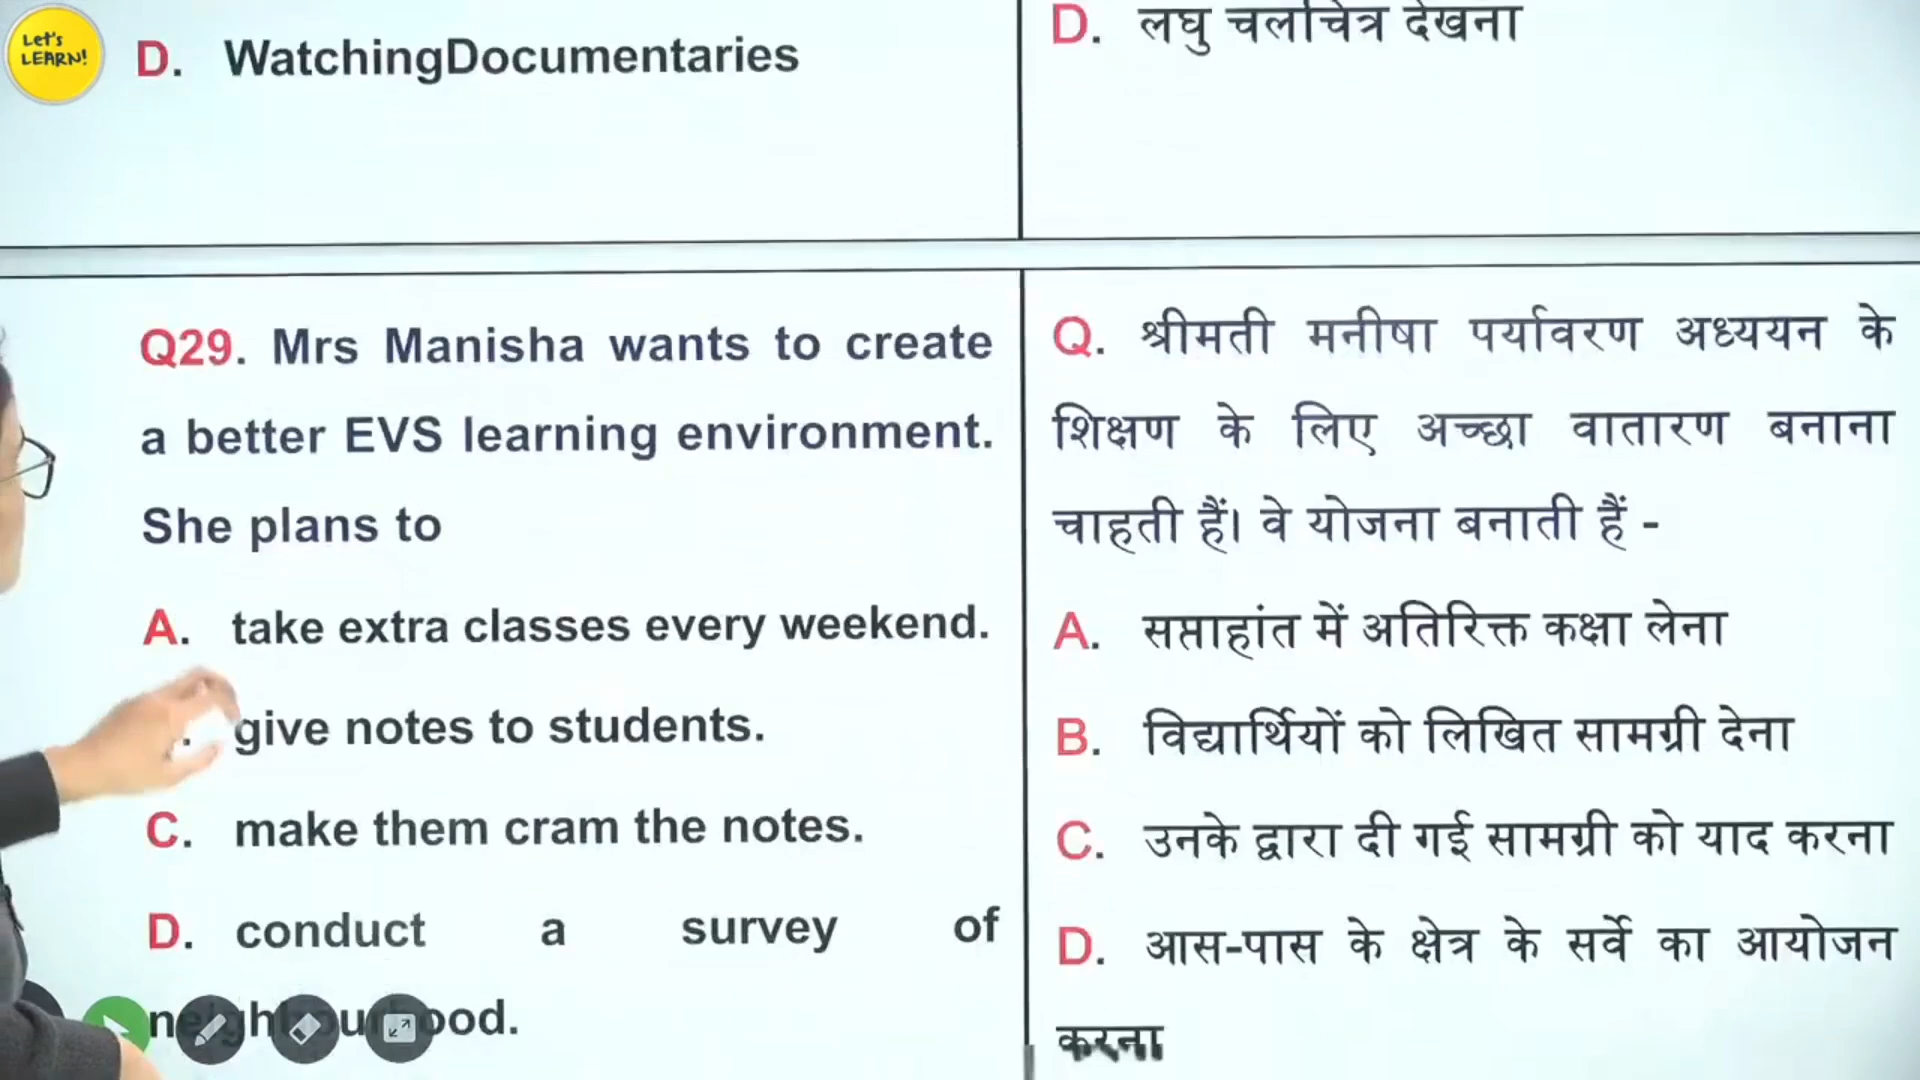 Let's
LEARN!
D. WatchingDocumentaries
D. लघु चलचित्र देखना
Q29. Mrs Manisha wants to create
a better EVS learning environment.
She plans to
A. take extra classes every weekend.
. give notes to students.
C. make them cram the notes.
D. conduct a survey of
neighbourhood.
Q. श्रीमती मनीषा पर्यावरण अध्ययन के
शिक्षण के लिए अच्छा वातारण बनाना
चाहती हैं। वे योजना बनाती हैं -
A. सप्ताहांत में अतिरिक्त कक्षा लेना
B. विद्यार्थियों को लिखित सामग्री देना
C. उनके द्वारा दी गई सामग्री को याद करना
D. आस-पास के क्षेत्र के सर्वे का आयोजन
करना